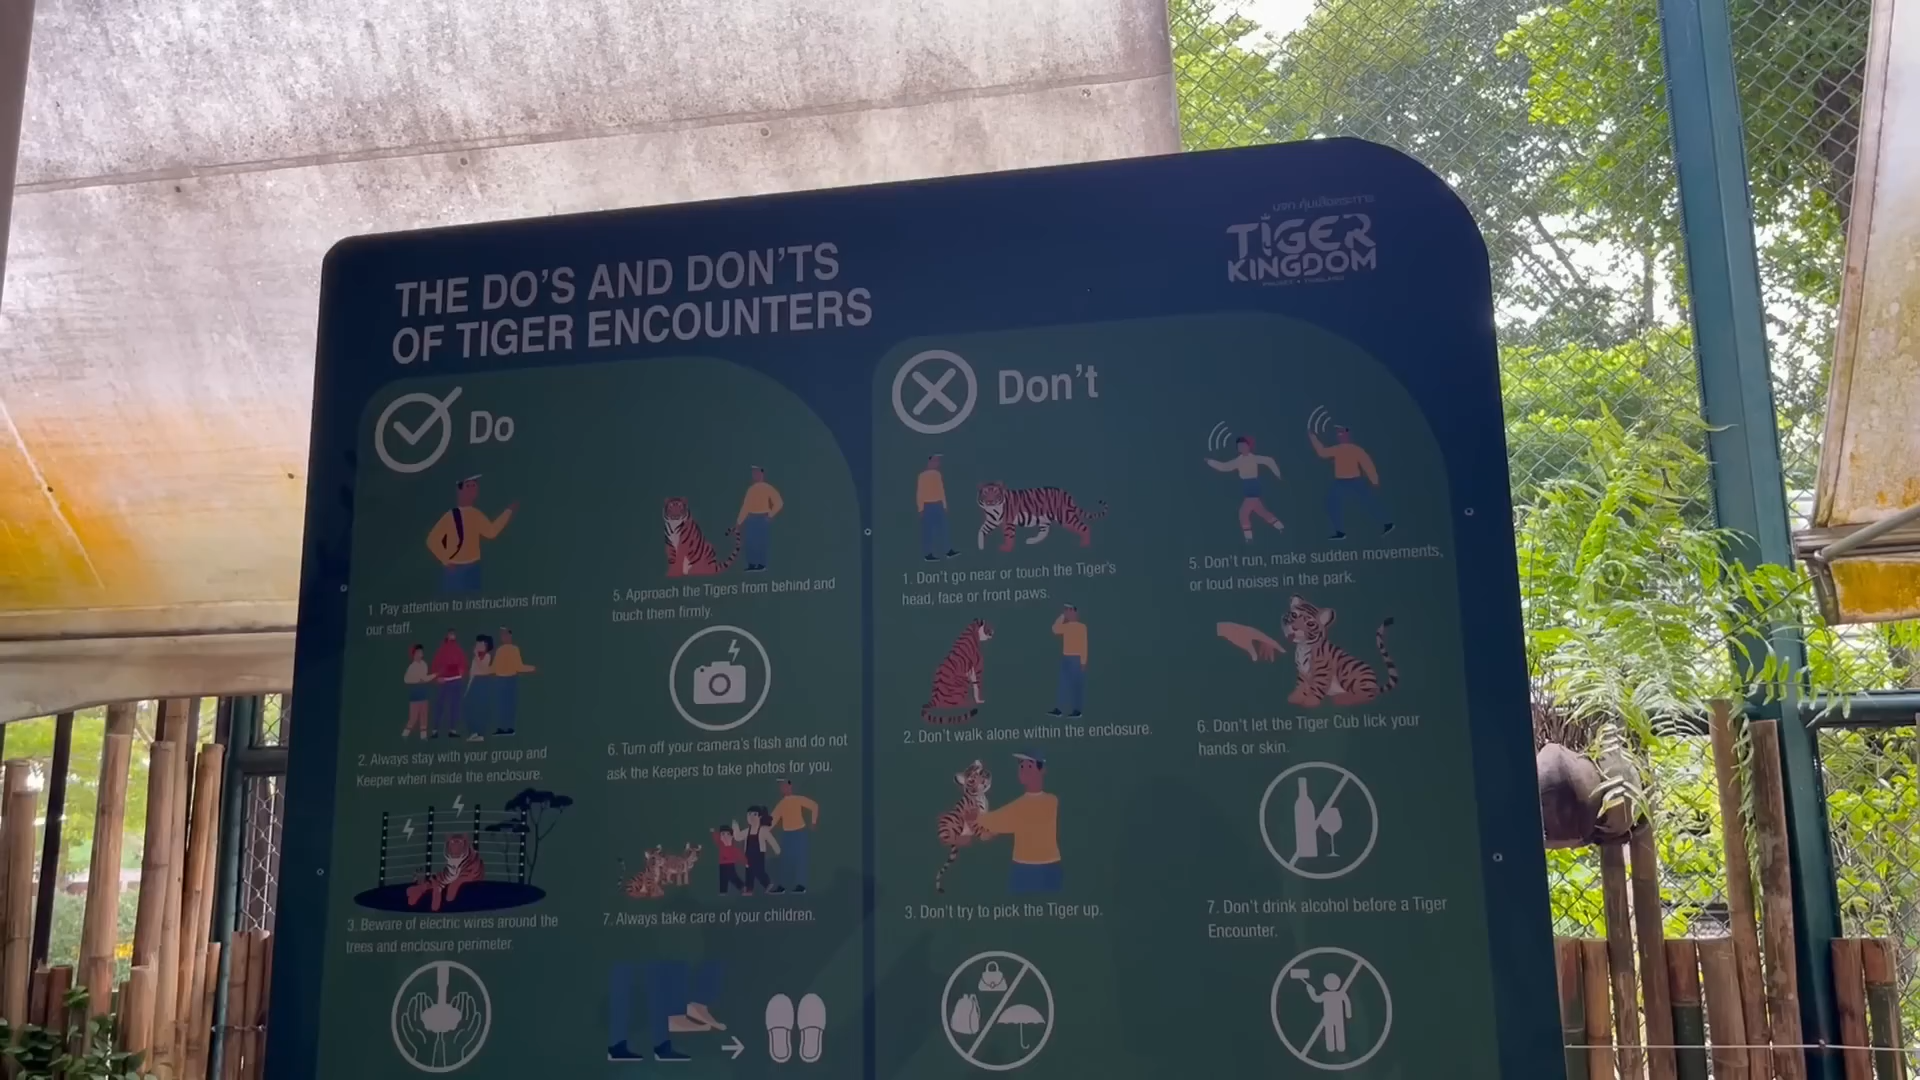 THE DO'S AND DON'TS
OF TIGER ENCOUNTERS
TIGER
KINGDOM
Do
1. Pay attention to instructions from
our staff.
2. Always stay with your group and
Keeper when inside the enclosure.
3. Beware of electric wires around the
trees and enclosure perimeter.
5. Approach the Tigers from behind and
touch them firmly.
6. Turn off your camera's flash and do not
ask the Keepers to take photos for you.
7. Always take care of your children.
Don't
1. Don't go near or touch the Tiger's
head, face or front paws.
2. Don't walk alone within the enclosure.
3. Don't try to pick the Tiger up.
5. Don't run, make sudden movements,
or loud noises in the park.
6. Don't let the Tiger Cub lick your
hands or skin.
7. Don't drink alcohol before a Tiger
Encounter.